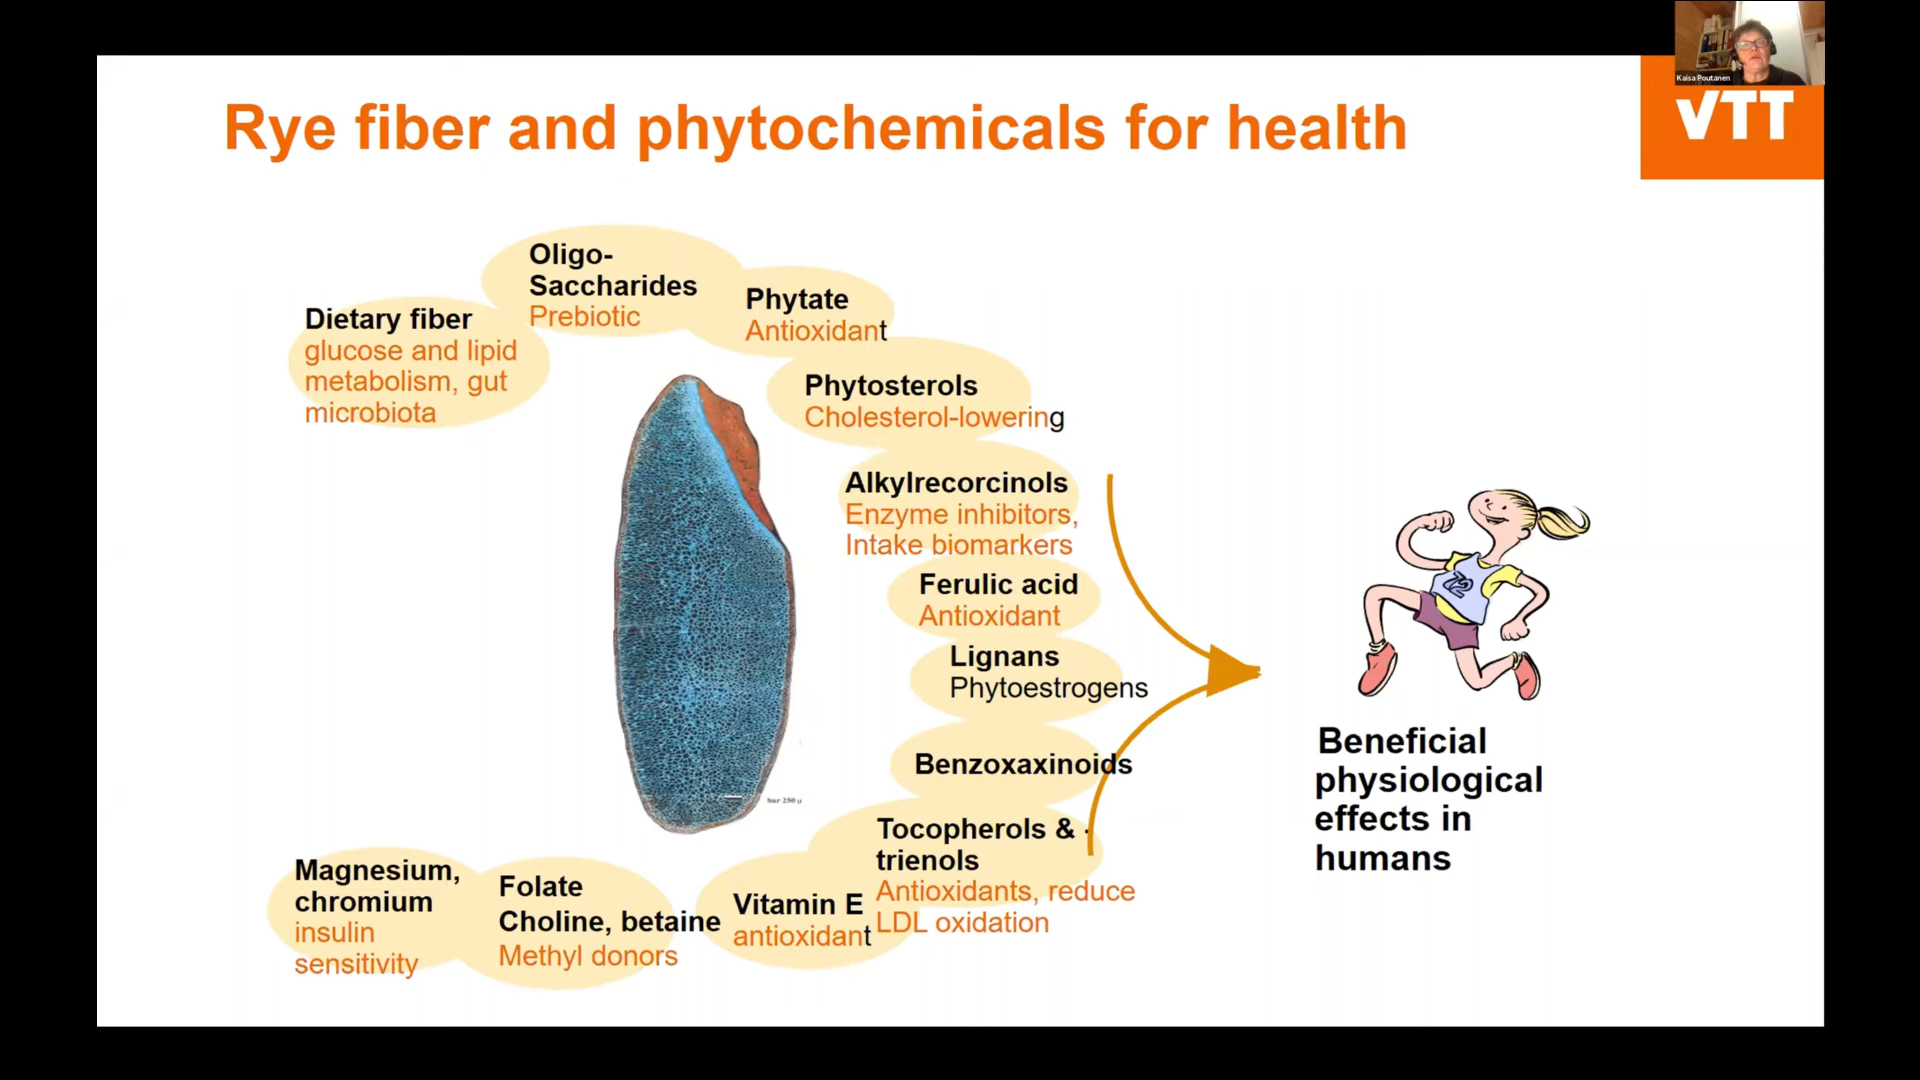 Kaisa Poutanen
VTT
Rye fiber and phytochemicals for health
Oligo-
Saccharides
Prebiotic
Phytate
Antioxidant
Dietary fiber
glucose and lipid
metabolism, gut
microbiota
Phytosterols
Cholesterol-lowering
Alkylrecorcinols
Enzyme inhibitors,
Intake biomarkers
Ferulic acid
Antioxidant
Lignans
Phytoestrogens
Benzoxaxinoids
Tocopherols & -
trienols
Antioxidants, reduce
LDL oxidation
Vitamin E
antioxidant
Folate
Choline, betaine
Methyl donors
Magnesium,
chromium
insulin
sensitivity
bar 250 µ
72
Beneficial
physiological
effects in
humans